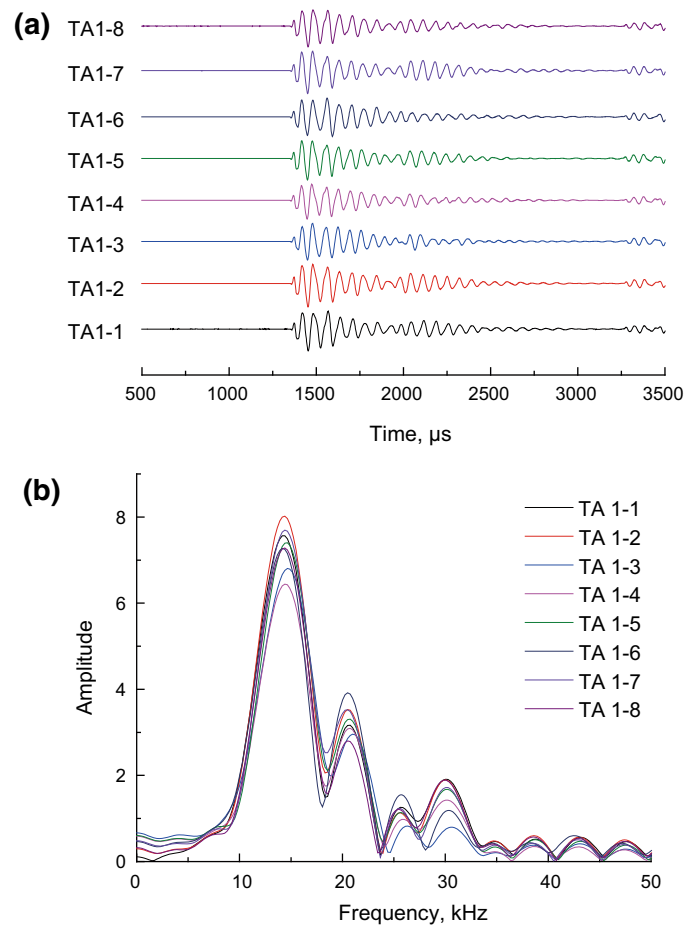 (a)
TA1-8
TA1-7
TA1-6
TA1-5
TA1-4
TA1-3
TA1-2
TA1-1
500 1000 1500 2000 2500 3000 3500
Time, μs
(b)
TA 1-1
TA 1-2
TA 1-3
TA 1-4
TA 1-5
TA 1-6
TA 1-7
TA 1-8
8
6
4
2
0
Amplitude
0 10 20 30 40 50
Frequency, kHz